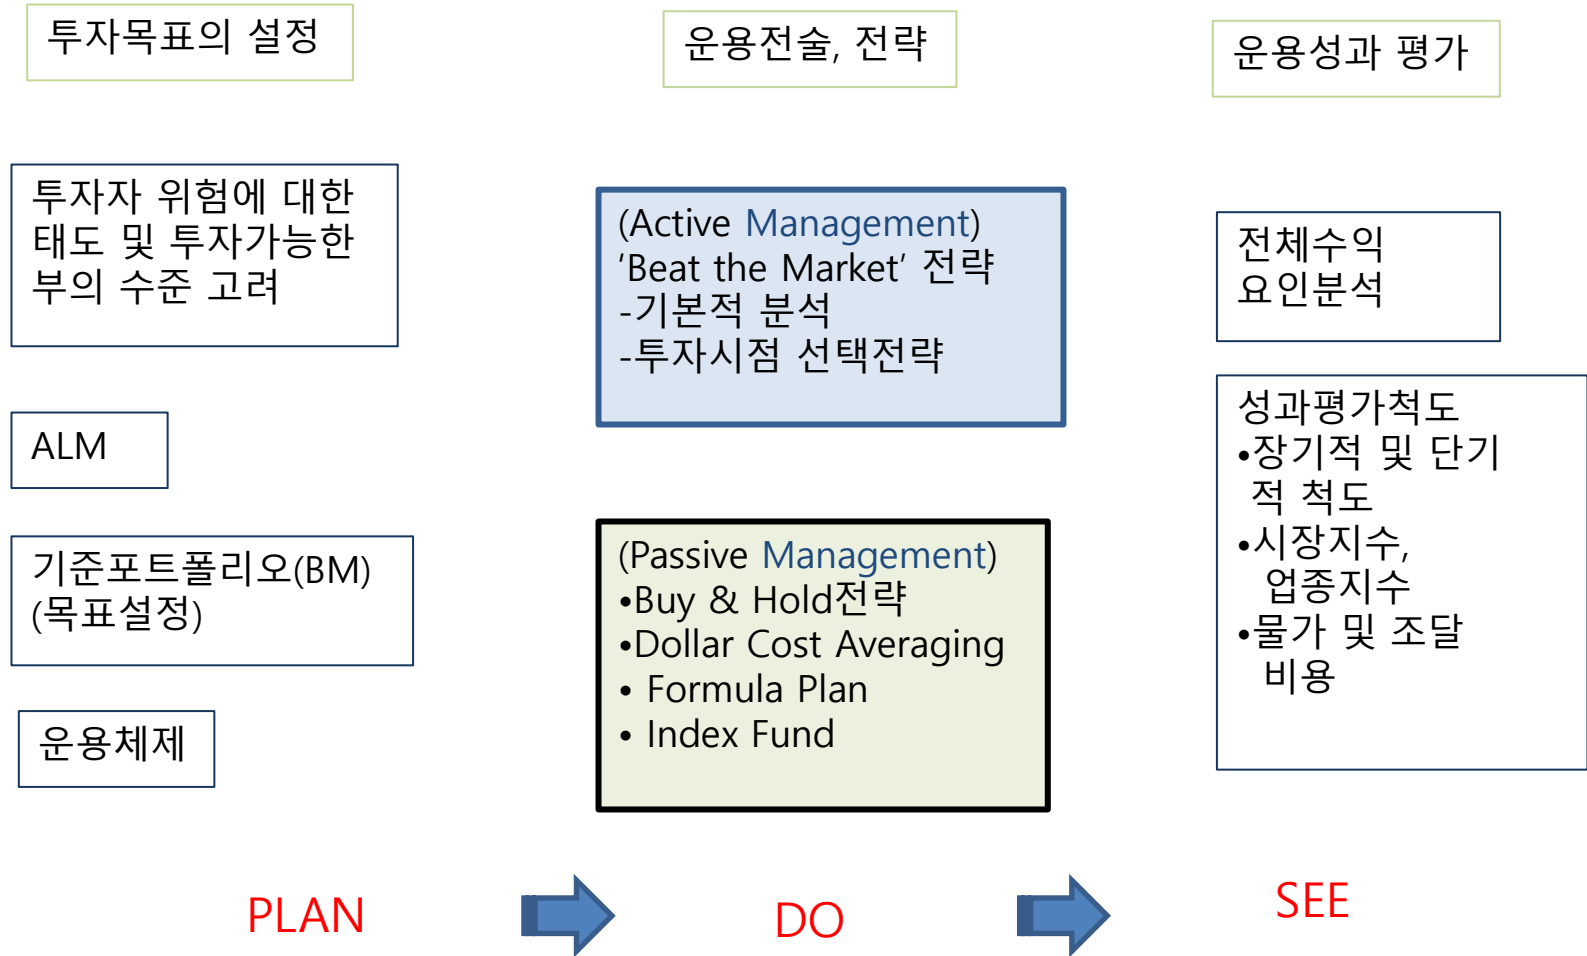 투자목표의 설정
운용전술, 전략
운용성과 평가
투자자 위험에 대한
태도 및 투자가능한
부의 수준 고려
ALM
기준포트폴리오(BM)
(목표설정)
운용체제
(Active Management)
‘Beat the Market’ 전략
-기본적 분석
-투자시점 선택전략
(Passive Management)
•Buy & Hold전략
•Dollar Cost Averaging
• Formula Plan
• Index Fund
전체수익
요인분석
성과평가척도
•장기적 및 단기
적 척도
•시장지수,
업종지수
•물가 및 조달
비용
PLAN
DO
SEE